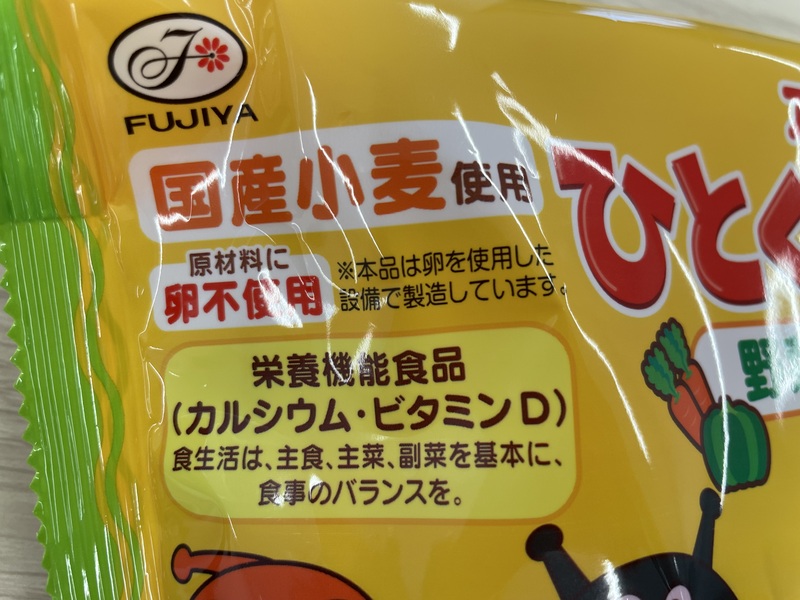 FUJIYA
国産小麦使用
原材料に
卵不使用
※本品は卵を使用した
設備で製造しています。
ひとく
野
栄養機能食品
(カルシウム・ビタミンD)
食生活は、主食、主菜、副菜を基本に、
食事のバランスを。